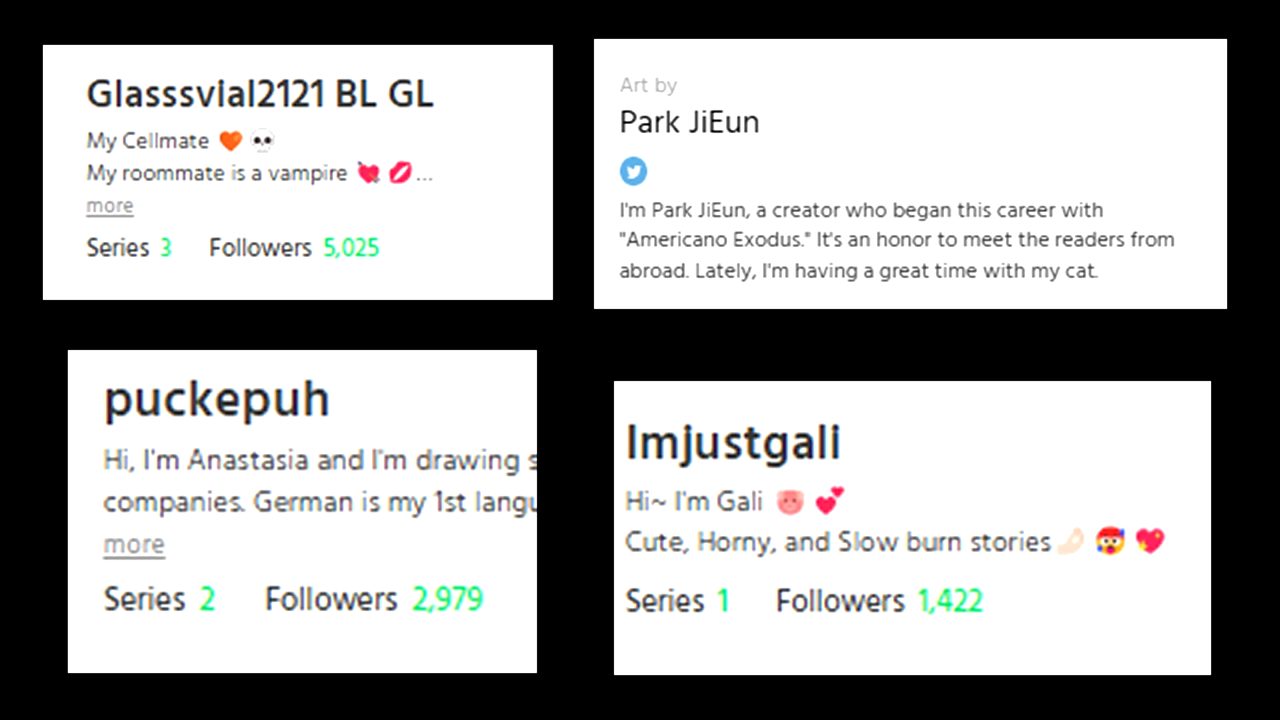 Glasssvial2121 BL GL
My Cellmate 🧡 💀
My roommate is a vampire 💘 💋...
more
Series 3 Followers 5,025
Art by
Park JiEun
I'm Park JiEun, a creator who began this career with
"Americano Exodus." It's an honor to meet the readers from
abroad. Lately, I'm having a great time with my cat.
puckepuh
Hi, I'm Anastasia and I'm drawing s
companies. German is my 1st langu
more
Series 2 Followers 2,979
Imjustgali
Hi~ I'm Gali 🐷 💕
Cute, Horny, and Slow burn stories🤌🏻 🥳 💖
Series 1 Followers 1,422